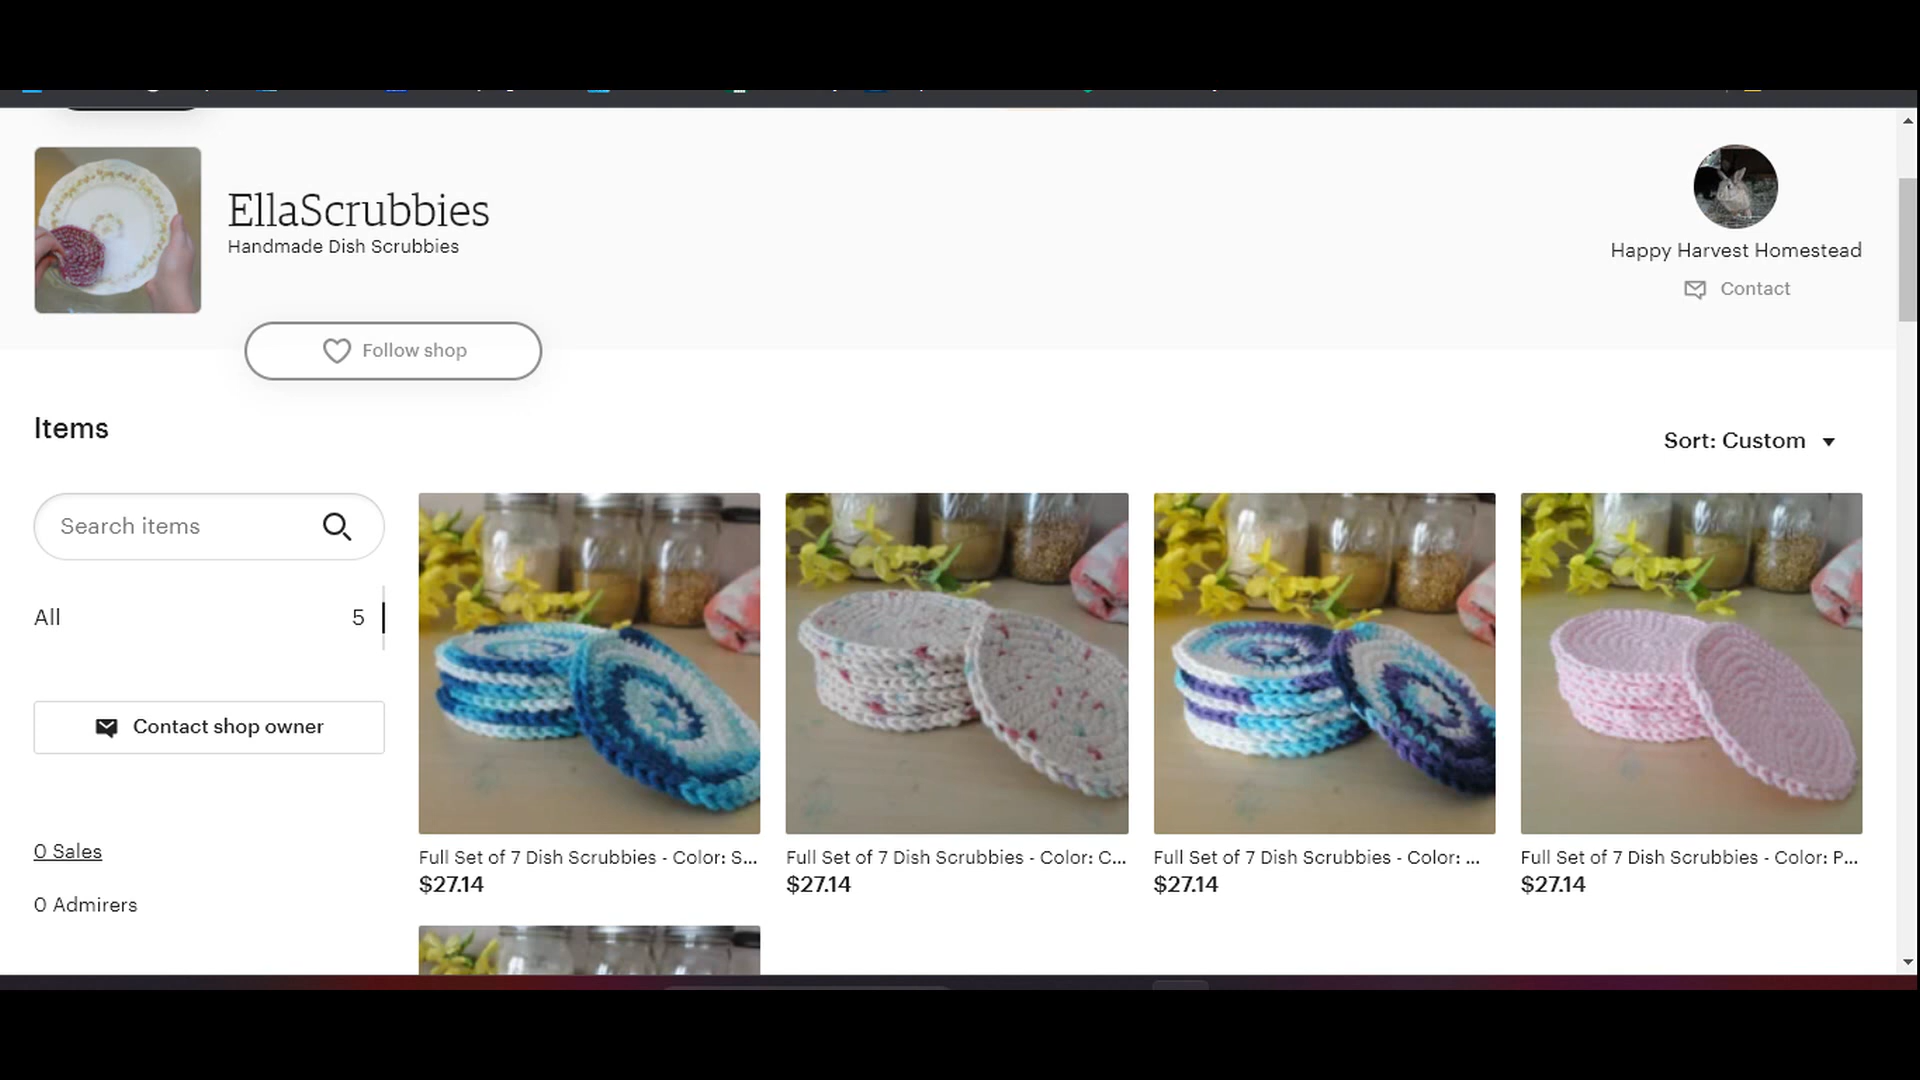 EllaScrubbies
Handmade Dish Scrubbies
Happy Harvest Homestead
Contact
Follow shop
Items
Sort: Custom
Search items
All 5
Contact shop owner
0 Sales
0 Admirers
Full Set of 7 Dish Scrubbies - Color: S...
$27.14
Full Set of 7 Dish Scrubbies - Color: C...
$27.14
Full Set of 7 Dish Scrubbies - Color: ...
$27.14
Full Set of 7 Dish Scrubbies - Color: P...
$27.14